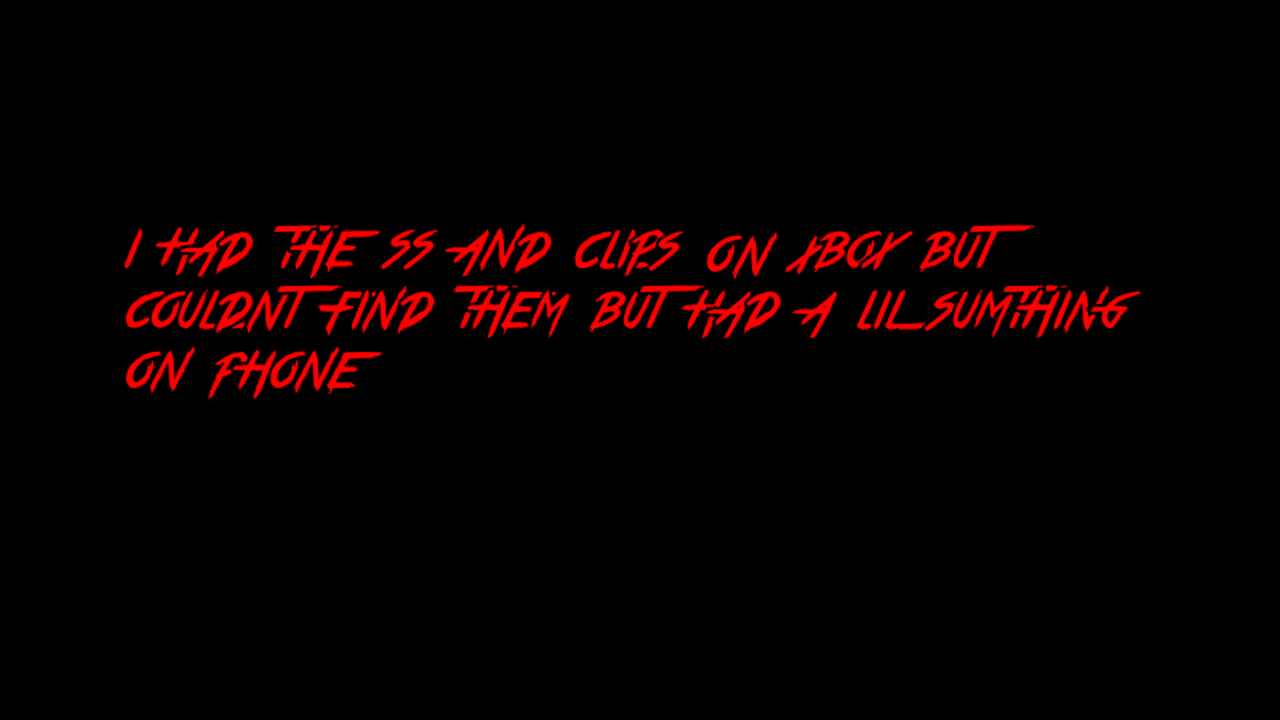 I HAD THE SS AND CLIPS ON XBOX BUT
COULDNT FIND THEM BUT HAD A LIL SUMTHING
ON PHONE